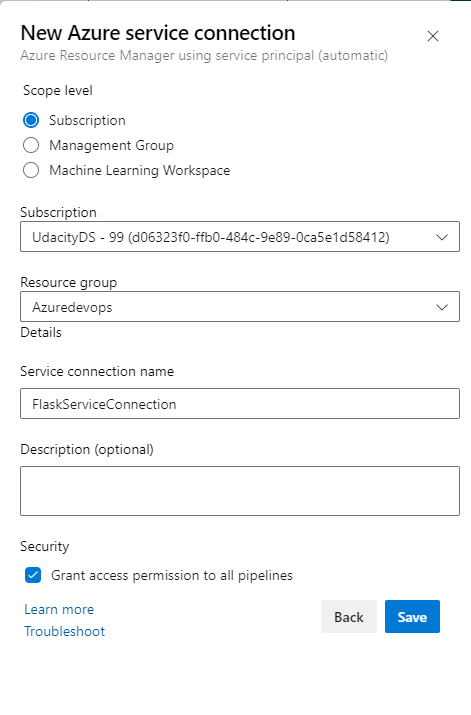 New Azure service connection
Azure Resource Manager using service principal (automatic)
Scope level
Subscription
Management Group
Machine Learning Workspace
Subscription
UdacityDS - 99 (d06323f0-ffb0-484c-9e89-0ca5e1d58412)
Resource group
Azuredevops
Details
Service connection name
FlaskServiceConnection
Description (optional)
Security
Grant access permission to all pipelines
Learn more
Troubleshoot
Back
Save